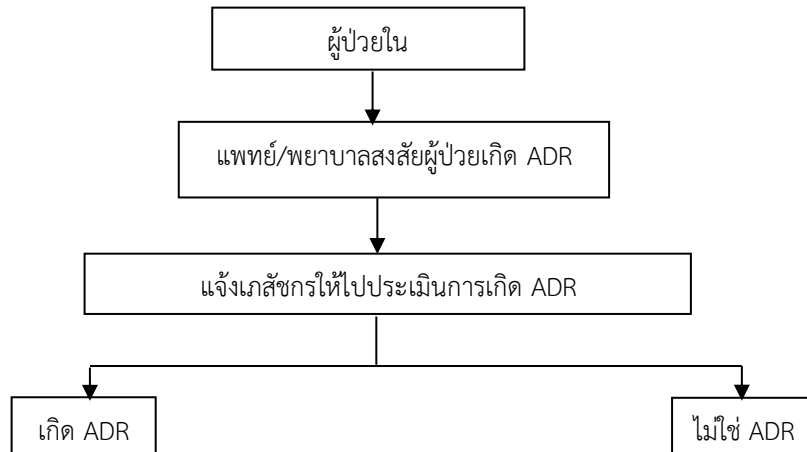 ผู้ป่วยใน
แพทย์/พยาบาลสงสัยผู้ป่วยเกิด ADR
แจ้งเภสัชกรให้ไปประเมินการเกิด ADR
เกิด ADR
ไม่ใช่ ADR